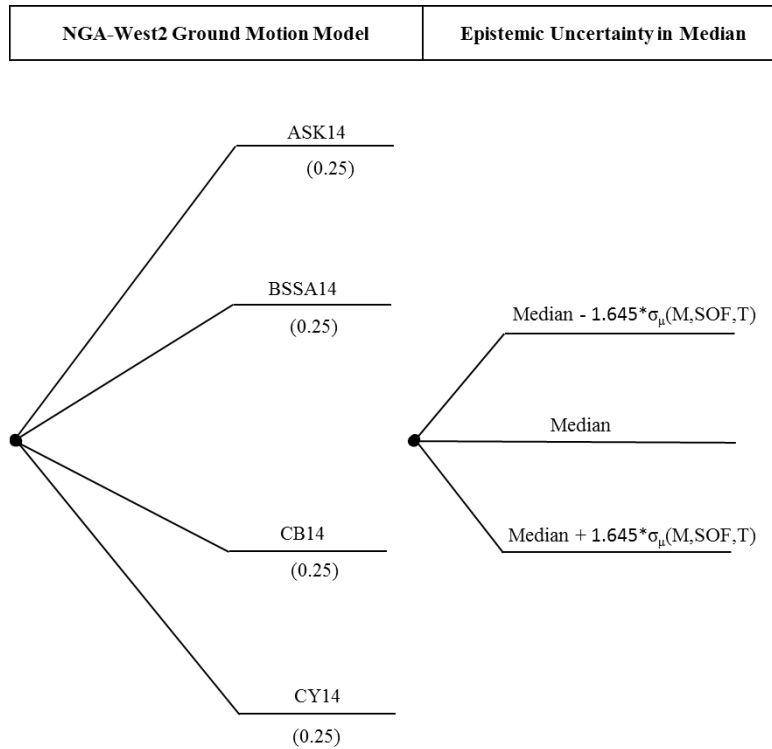 NGA-West2 Ground Motion Model
Epistemic Uncertainty in Median
ASK14
(0.25)
BSSA14
(0.25)
CB14
(0.25)
CY14
(0.25)
Median - 1.645*σμ(M,SOF,T)
Median
Median + 1.645*σμ(M,SOF,T)